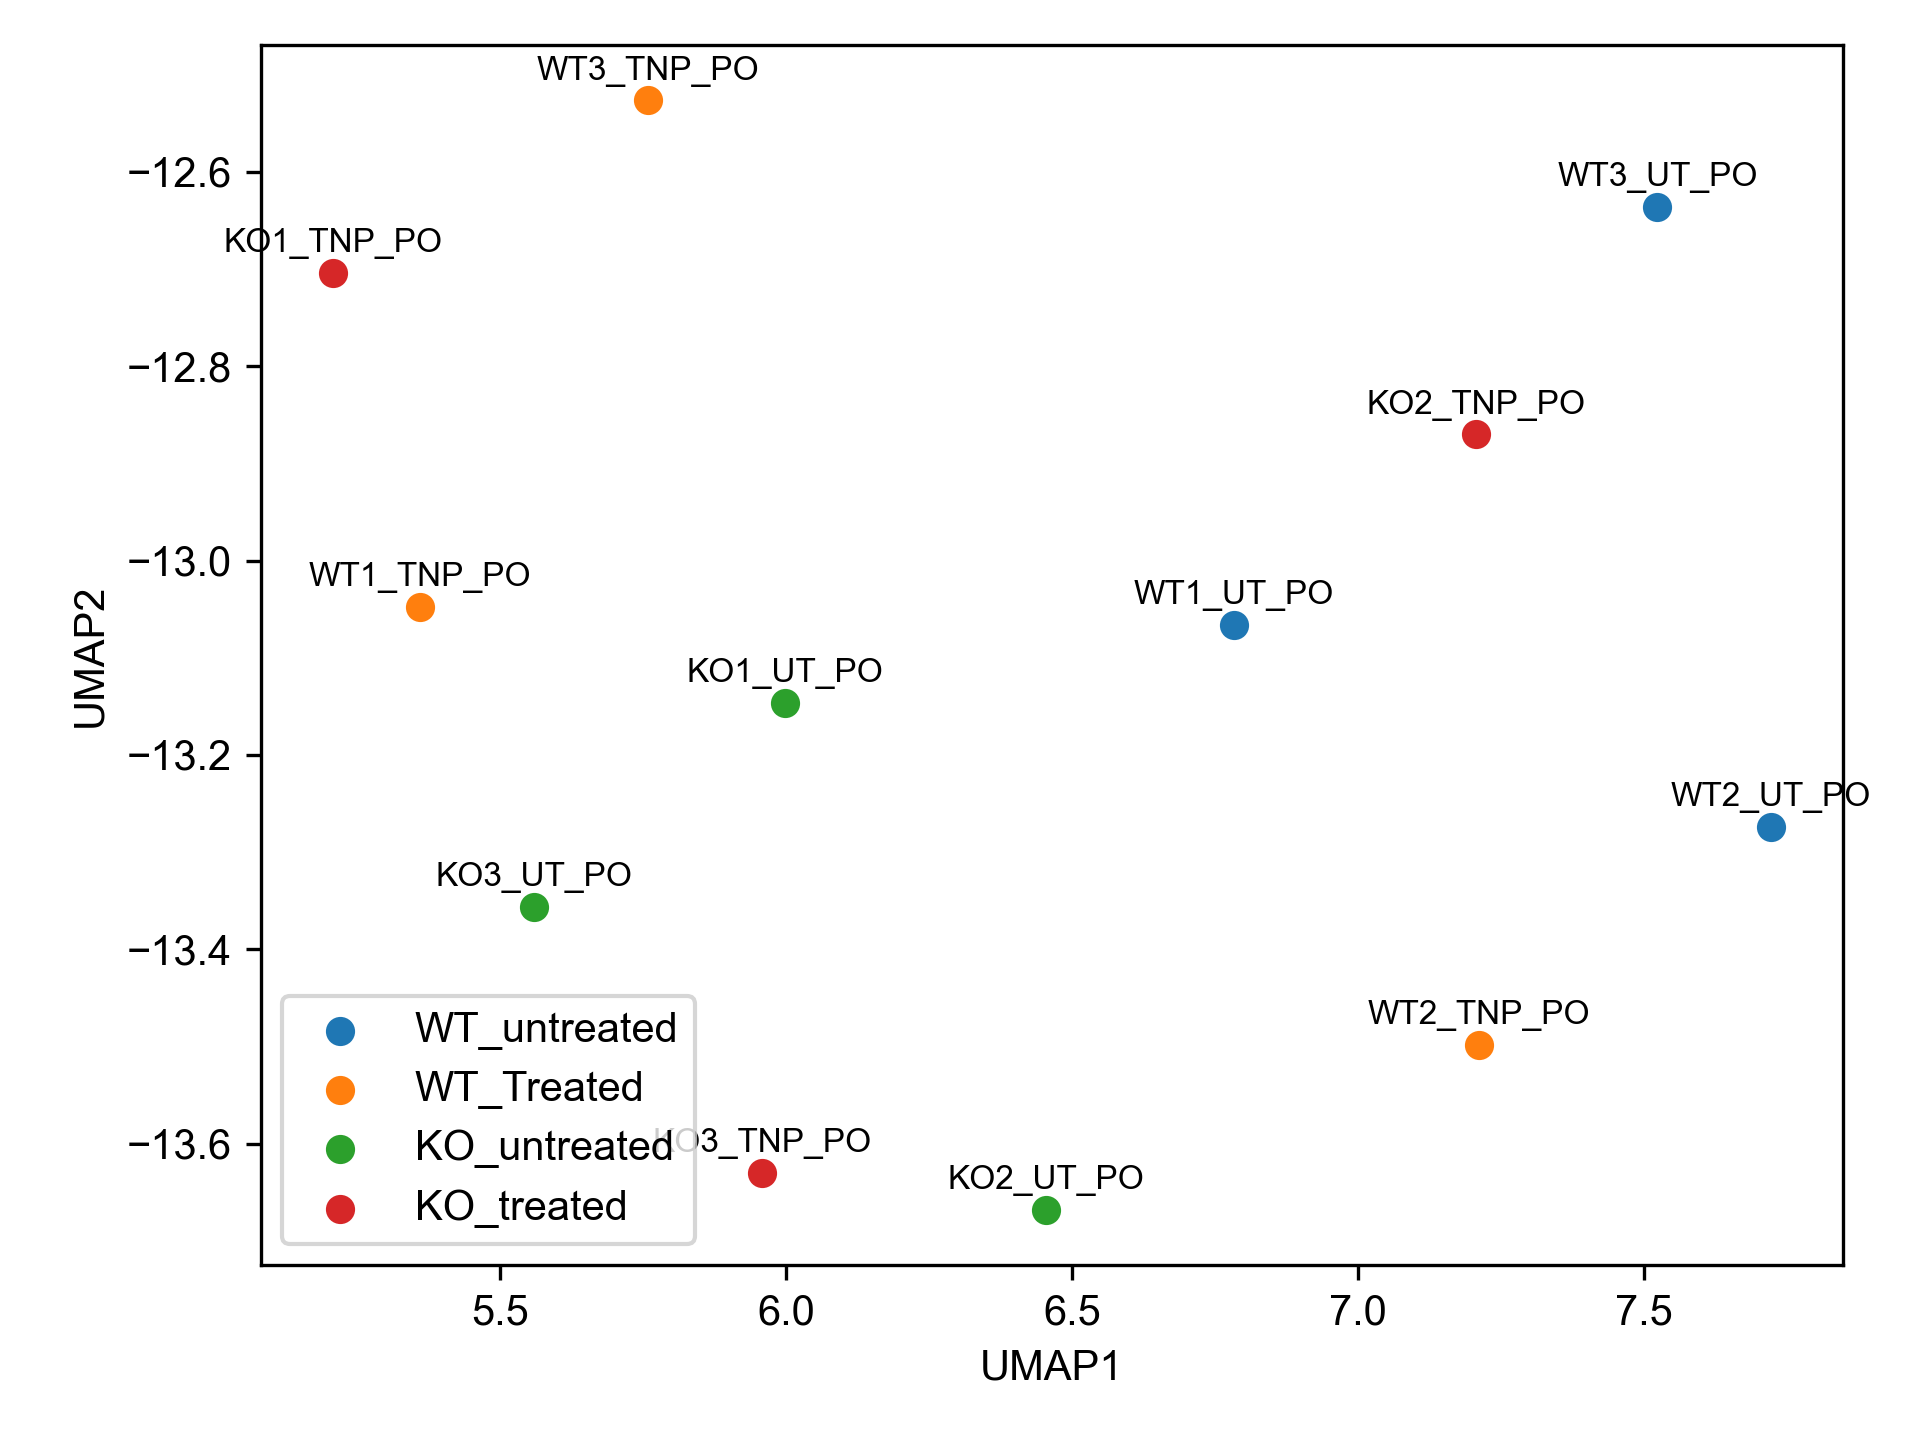 WT3_TNP_PO
−12.6
WT3_UT_PO
KO1_TNP_PO
−12.8
KO2_TNP_PO
−13.0
WT1_TNP_PO
WT1_UT_PO
UMAP2
KO1_UT_PO
−13.2
WT2_UT_PO
KO3_UT_PO
−13.4
WT2_TNP_PO
WT_untreated
WT_Treated
KO_untreated
KO_treated
−13.6
KO3_TNP_PO
KO2_UT_PO
5.5 6.0 6.5 7.0 7.5
UMAP1